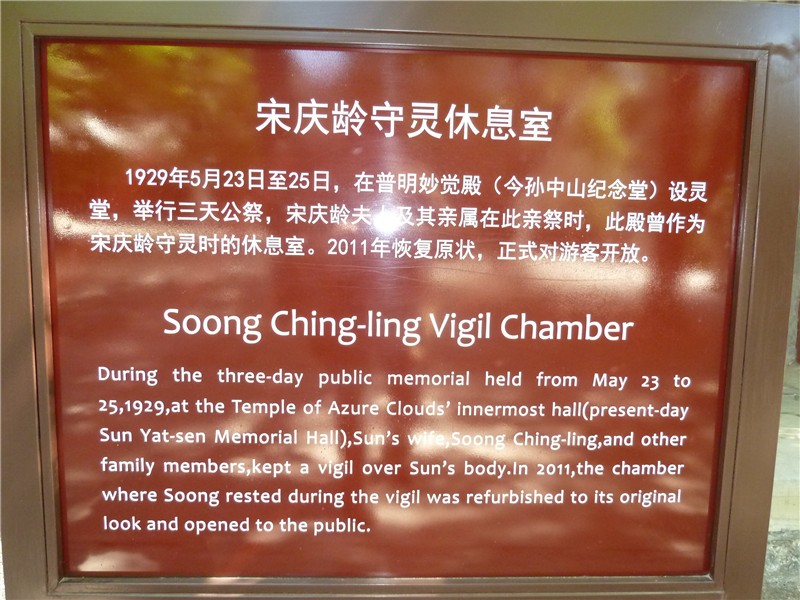 宋庆龄守灵休息室
1929年5月23日至25日，在普明妙觉殿（今孙中山纪念堂）设灵
堂，举行三天公祭，宋庆龄夫人及其亲属在此亲祭时，此殿曾作为
宋庆龄守灵时的休息室。2011年恢复原状，正式对游客开放。
Soong Ching-ling Vigil Chamber
During the three-day public memorial held from May 23 to
25,1929,at the Temple of Azure Clouds' innermost hall(present-day
Sun Yat-sen Memorial Hall),Sun's wife,Soong Ching-ling,and other
family members,kept a vigil over Sun's body.In 2011,the chamber
where Soong rested during the vigil was refurbished to its original
look and opened to the public.